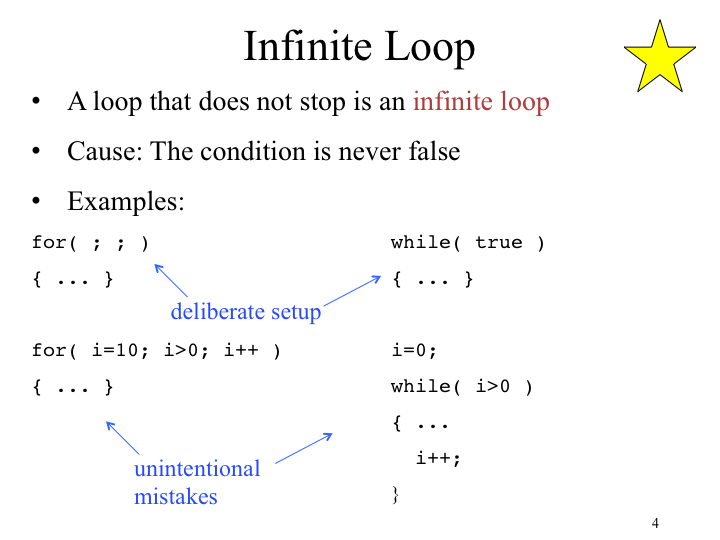 Infinite Loop
• A loop that does not stop is an infinite loop
• Cause: The condition is never false
• Examples:
for( ; ; )
{ ... }
while( true )
{ ... }
deliberate setup
for( i=10; i>0; i++ )
{ ... }
i=0;
while( i>0 )
{ ...
i++;
}
unintentional
mistakes
4